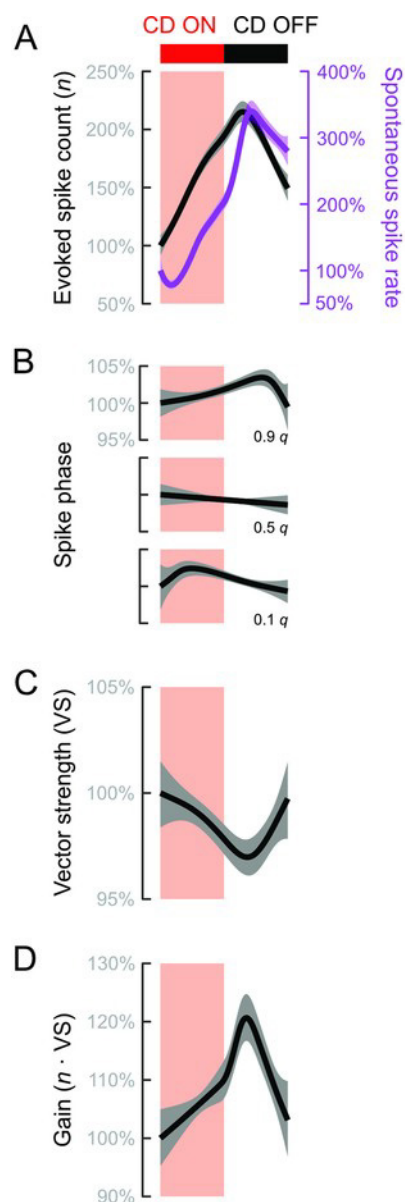 CD ON CD OFF
A
Evoked spike count (n)
250%
200%
150%
100%
50%
400%
300%
200%
100%
50%
Spontaneous spike rate
B
Spike phase
105%
100%
95%
0.9 q
0.5 q
0.1 q
C
Vector strength (VS)
105%
100%
95%
D
Gain (n · VS)
130%
120%
110%
100%
90%